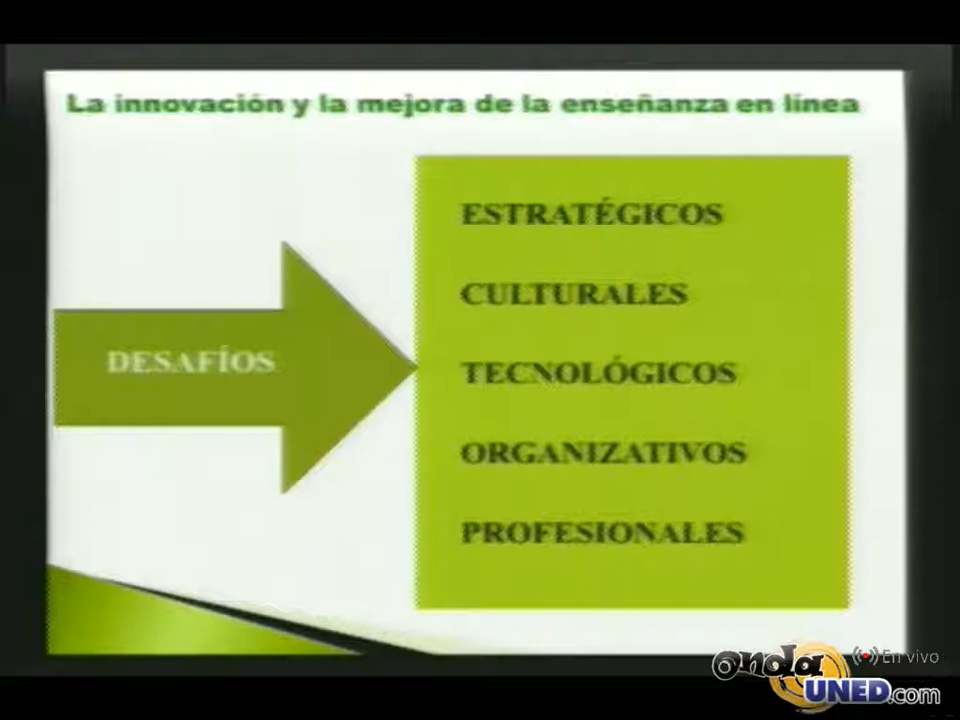 La innovación y la mejora de la enseñanza en línea
DESAFÍOS
ESTRATÉGICOS
CULTURALES
TECNOLÓGICOS
ORGANIZATIVOS
PROFESIONALES
En vivo
onda
UNED.com